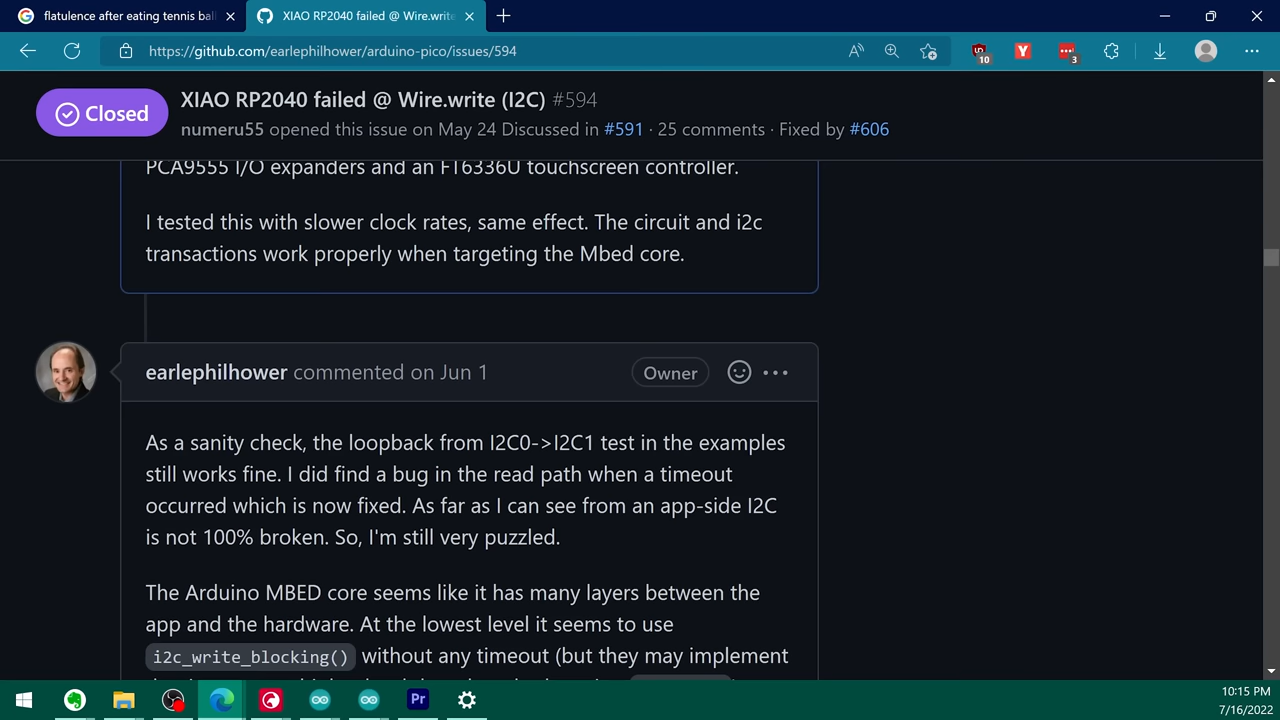 flatulence after eating tennis bal
XIAO RP2040 failed @ Wire.write
https://github.com/earlephilhower/arduino-pico/issues/594
10
Y
3
Closed
XIAO RP2040 failed @ Wire.write (I2C) #594
numeru55 opened this issue on May 24 Discussed in #591 · 25 comments · Fixed by #606
PCA9555 I/O expanders and an FT6336U touchscreen controller.
I tested this with slower clock rates, same effect. The circuit and i2c
transactions work properly when targeting the Mbed core.
earlephilhower commented on Jun 1
Owner
As a sanity check, the loopback from I2C0->I2C1 test in the examples
still works fine. I did find a bug in the read path when a timeout
occurred which is now fixed. As far as I can see from an app-side I2C
is not 100% broken. So, I'm still very puzzled.
The Arduino MBED core seems like it has many layers between the
app and the hardware. At the lowest level it seems to use
i2c_write_blocking() without any timeout (but they may implement
Pr
10:15 PM
7/16/2022